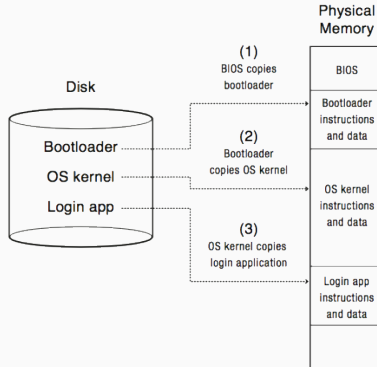 Physical
Memory
(1)
BIOS copies
bootloader
BIOS
Disk
Bootloader
instructions
and data
Bootloader
(2)
Bootloader
copies OS kernel
OS kernel
OS kernel
instructions
and data
Login app
(3)
OS kernel copies
login application
Login app
instructions
and data